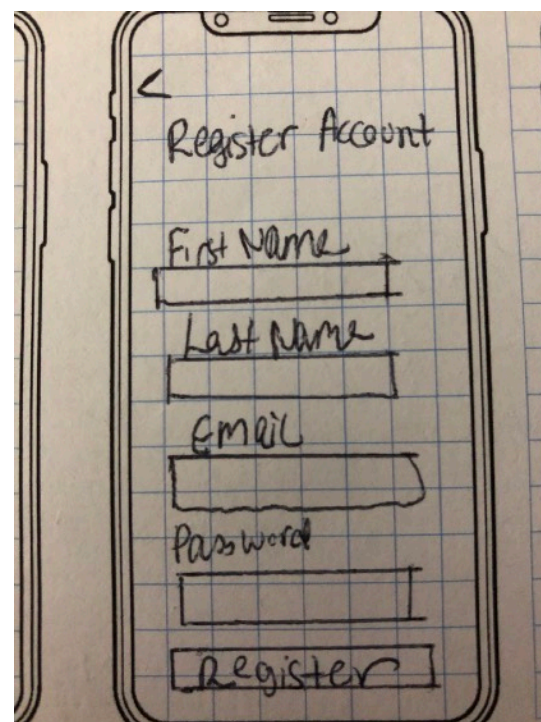 Register Account
First Name
Last Name
Email
Password
Register